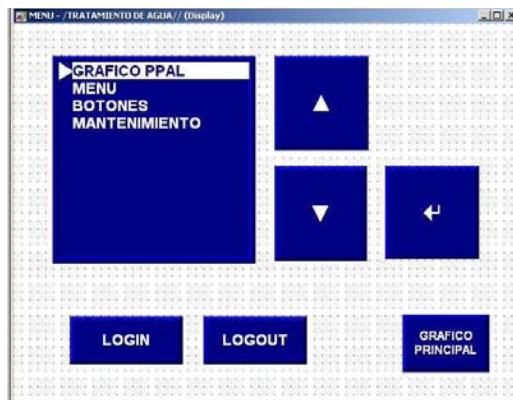 MENU - /TRATAMIENTO DE AGUA// (Display)
GRAFICO PPAL
MENU
BOTONES
MANTENIMIENTO
LOGIN
LOGOUT
GRAFICO
PRINCIPAL